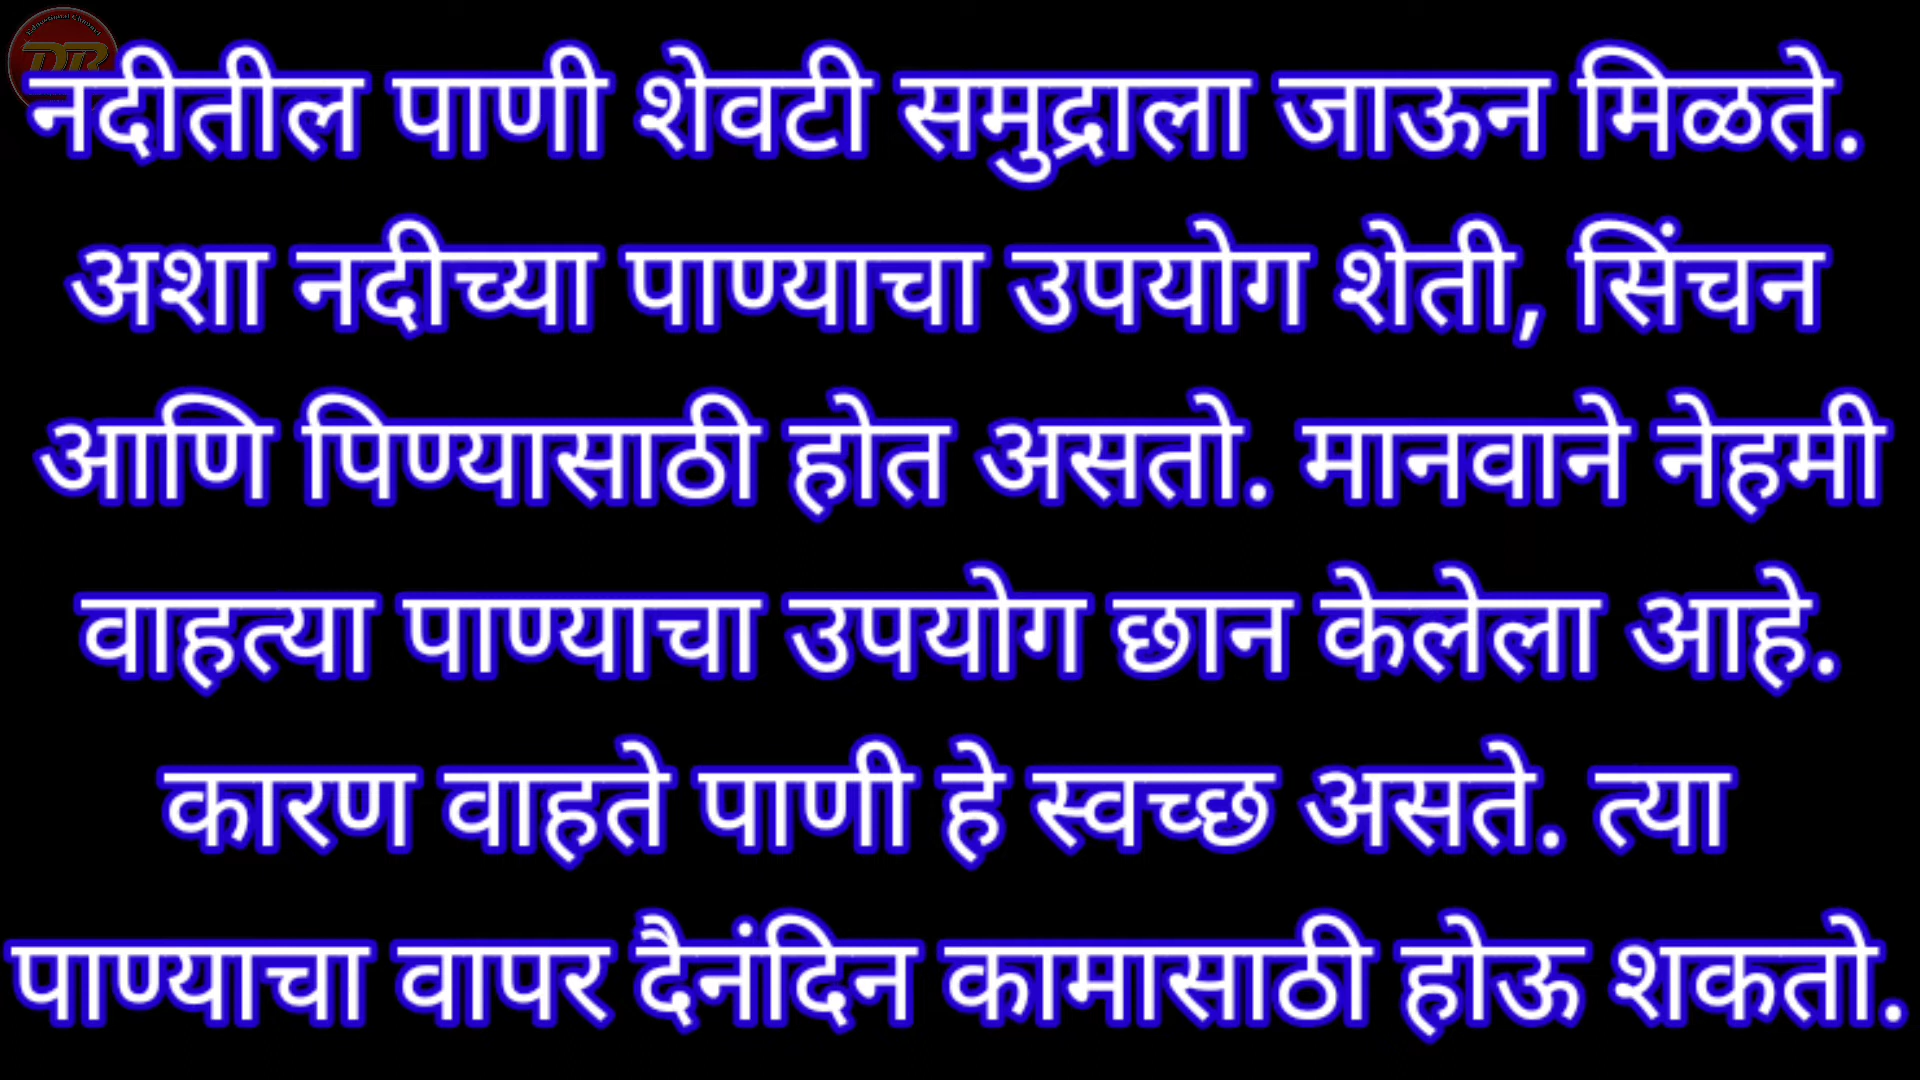 नदीतील पाणी शेवटी समुद्राला जाऊन मिळते.
अशा नदीच्या पाण्याचा उपयोग शेती, सिंचन
आणि पिण्यासाठी होत असतो. मानवाने नेहमी
वाहत्या पाण्याचा उपयोग छान केलेला आहे.
कारण वाहते पाणी हे स्वच्छ असते. त्या
पाण्याचा वापर दैनंदिन कामासाठी होऊ शकतो.